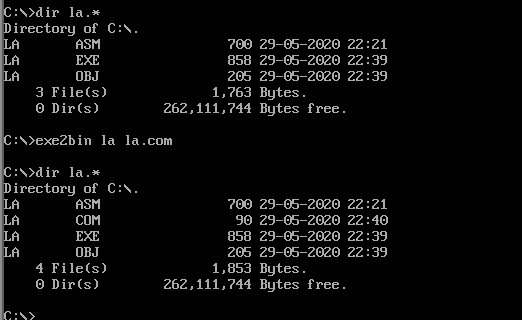 C:\>dir la.*
Directory of C:\.
LA       ASM                700 29-05-2020 22:21
LA       EXE                858 29-05-2020 22:39
LA       OBJ                205 29-05-2020 22:39
    3 File(s)             1,763 Bytes.
    0 Dir(s)        262,111,744 Bytes free.
C:\>exe2bin la la.com
C:\>dir la.*
Directory of C:\.
LA       ASM                700 29-05-2020 22:21
LA       COM                 90 29-05-2020 22:40
LA       EXE                858 29-05-2020 22:39
LA       OBJ                205 29-05-2020 22:39
    4 File(s)             1,853 Bytes.
    0 Dir(s)        262,111,744 Bytes free.
C:\>